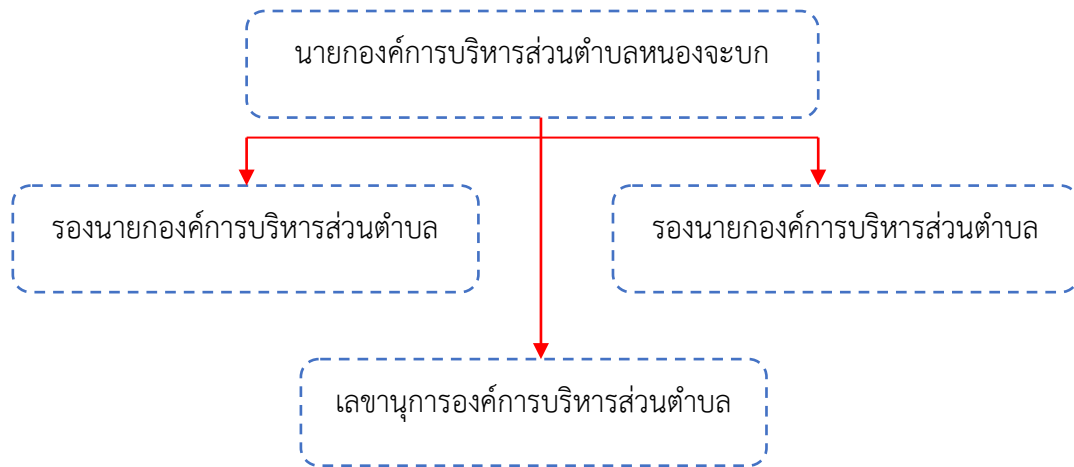 นายกองค์การบริหารส่วนตำบลหนองจะบก
รองนายกองค์การบริหารส่วนตำบล
รองนายกองค์การบริหารส่วนตำบล
เลขานุการองค์การบริหารส่วนตำบล